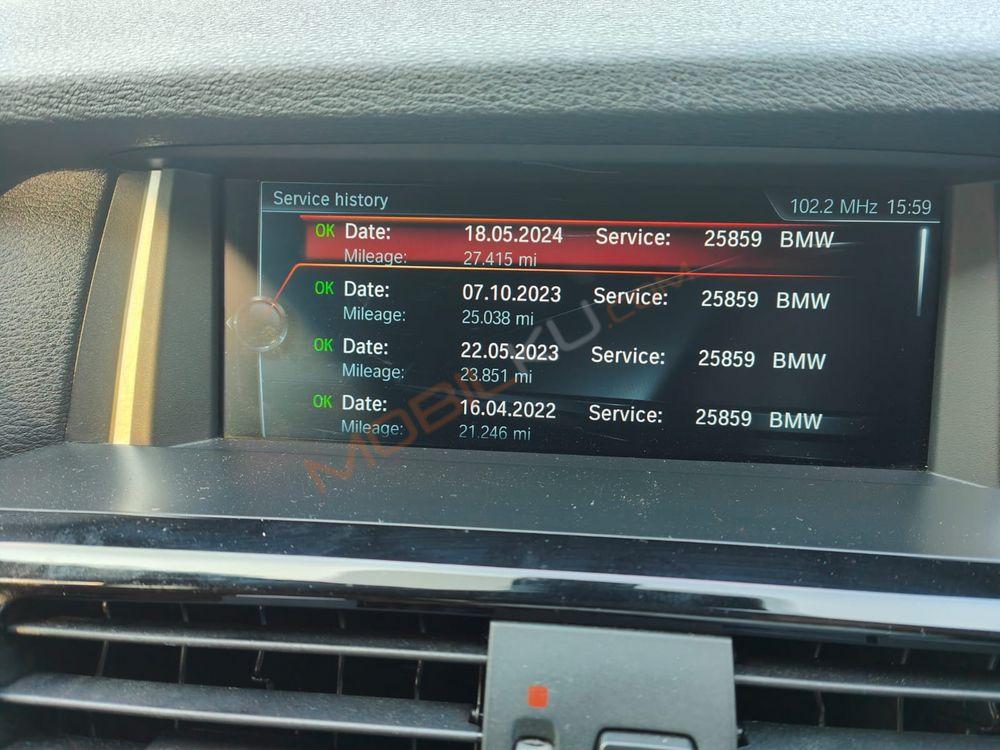 Service history
102.2 MHz 15:59
OK Date: 18.05.2024 Service: 25859 BMW
Mileage: 27.415 mi
OK Date: 07.10.2023 Service: 25859 BMW
Mileage: 25.038 mi
OK Date: 22.05.2023 Service: 25859 BMW
Mileage: 23.851 mi
OK Date: 16.04.2022 Service: 25859 BMW
Mileage: 21.246 mi
MOBILKU.COM